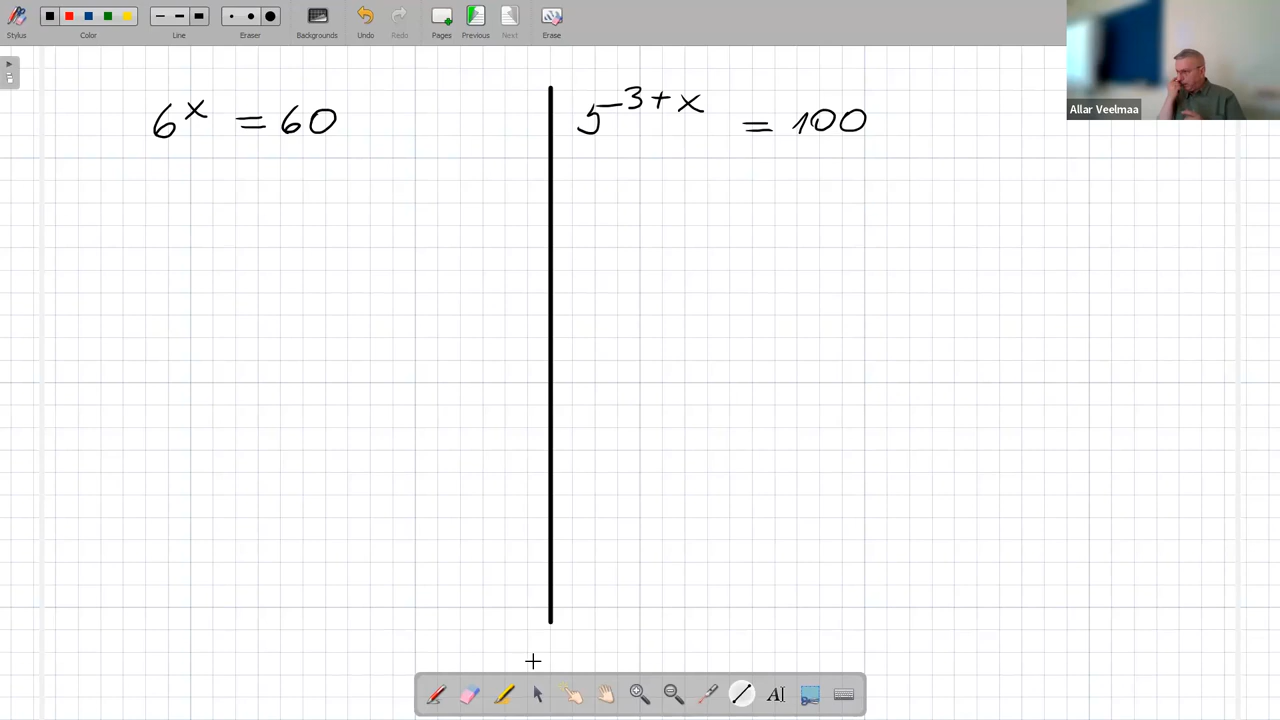 Stylus
Color
Line
Eraser
Backgrounds
Undo
Redo
Pages
Previous
Next
Erase
Allar Veelmaa
6^x = 60
5^{-3+x} = 100